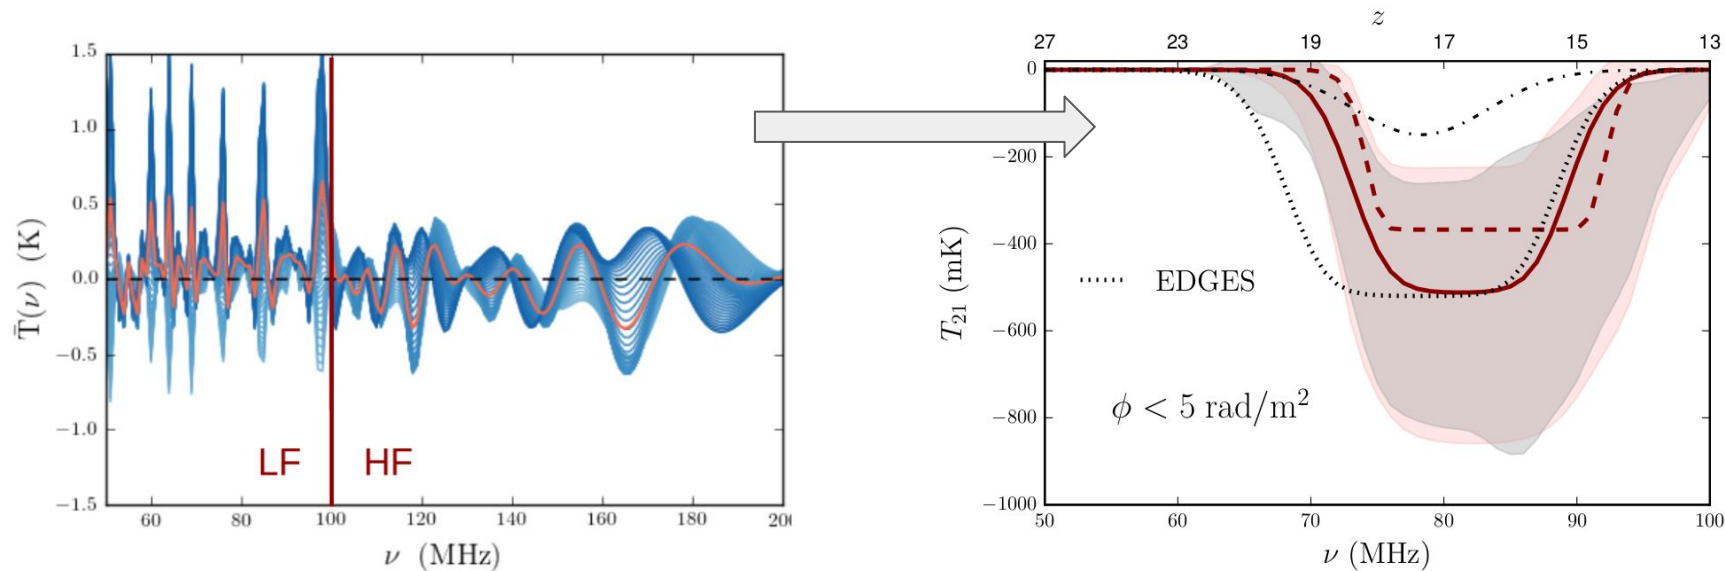 1.5
1.0
0.5
0.0
−0.5
−1.0
−1.5
T̄(ν) (K)
LF HF
60 80 100 120 140 160 180 200
ν (MHz)
z
27 23 19 17 15 13
0
−200
−400
−600
−800
−1000
T₂₁ (mK)
EDGES
ϕ < 5 rad/m²
50 60 70 80 90 100
ν (MHz)